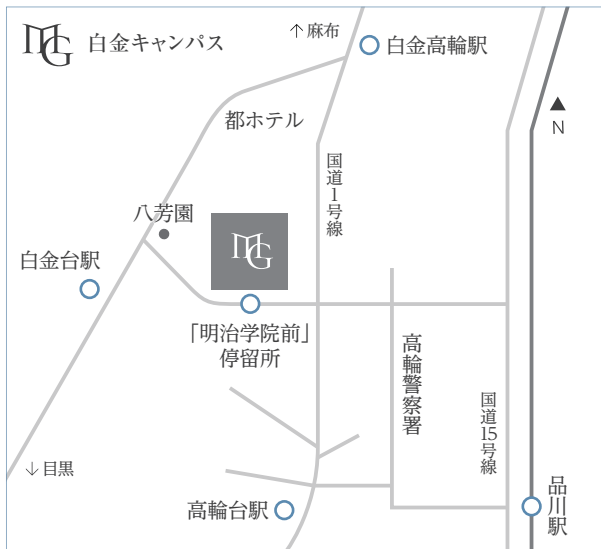 MG 白金キャンパス
↑麻布
白金高輪駅
都ホテル
▲
N
国道1号線
八芳園
MG
白金台駅
「明治学院前」
停留所
高輪警察署
国道15号線
↓目黒
高輪台駅
品川駅